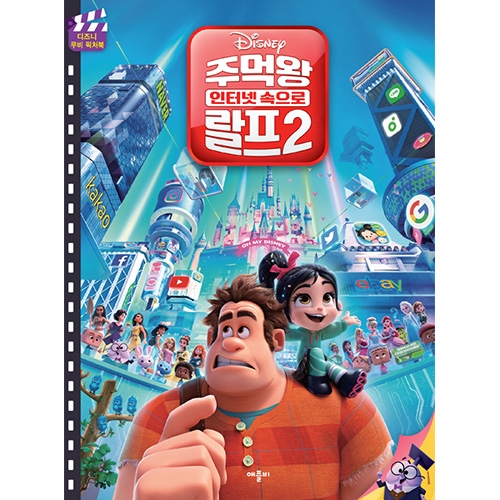 디즈니
무비 픽처북
Disney
주먹왕
인터넷 속으로
랄프2
NAVER
kakao
OH MY DISNEY
ebay
애플비